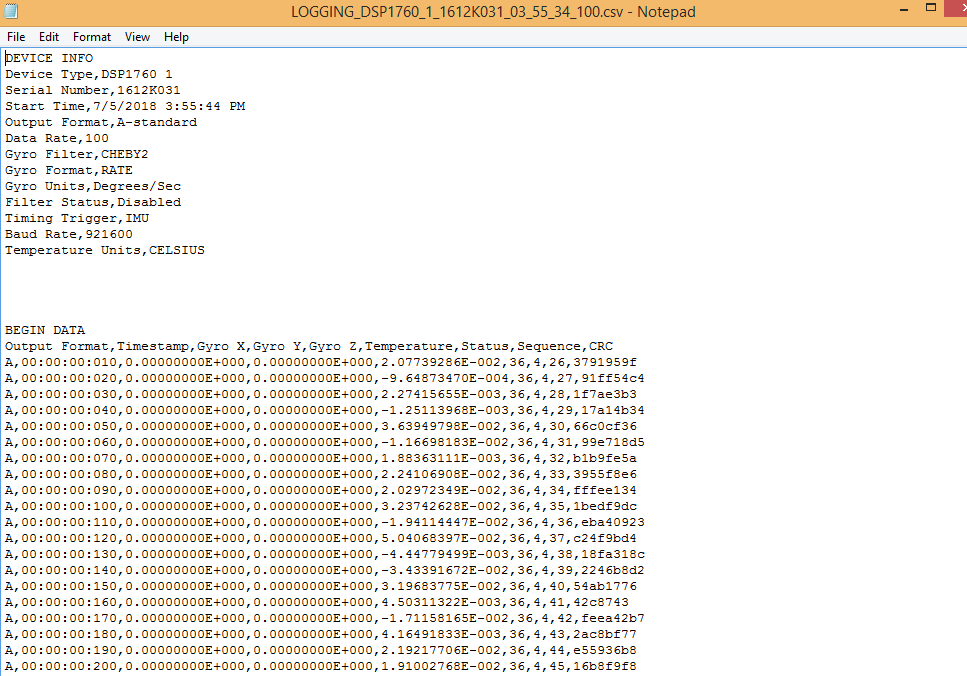 LOGGING_DSP1760_1_1612K031_03_55_34_100.csv - Notepad
File Edit Format View Help
DEVICE INFO
Device Type,DSP1760 1
Serial Number,1612K031
Start Time,7/5/2018 3:55:44 PM
Output Format,A-standard
Data Rate,100
Gyro Filter,CHEBY2
Gyro Format,RATE
Gyro Units,Degrees/Sec
Filter Status,Disabled
Timing Trigger,IMU
Baud Rate,921600
Temperature Units,CELSIUS
BEGIN DATA
Output Format,Timestamp,Gyro X,Gyro Y,Gyro Z,Temperature,Status,Sequence,CRC
A,00:00:00:010,0.00000000E+000,0.00000000E+000,2.07739286E-002,36,4,26,3791959f
A,00:00:00:020,0.00000000E+000,0.00000000E+000,-9.64873470E-004,36,4,27,91ff54c4
A,00:00:00:030,0.00000000E+000,0.00000000E+000,2.27415655E-003,36,4,28,1f7ae3b3
A,00:00:00:040,0.00000000E+000,0.00000000E+000,-1.25113968E-003,36,4,29,17a14b34
A,00:00:00:050,0.00000000E+000,0.00000000E+000,3.63949798E-002,36,4,30,66c0cf36
A,00:00:00:060,0.00000000E+000,0.00000000E+000,-1.16698183E-002,36,4,31,99e718d5
A,00:00:00:070,0.00000000E+000,0.00000000E+000,1.88363111E-003,36,4,32,b1b9fe5a
A,00:00:00:080,0.00000000E+000,0.00000000E+000,2.24106908E-002,36,4,33,3955f8e6
A,00:00:00:090,0.00000000E+000,0.00000000E+000,2.02972349E-002,36,4,34,fffee134
A,00:00:00:100,0.00000000E+000,0.00000000E+000,3.23742628E-002,36,4,35,1bedf9dc
A,00:00:00:110,0.00000000E+000,0.00000000E+000,-1.94114447E-002,36,4,36,eba40923
A,00:00:00:120,0.00000000E+000,0.00000000E+000,5.04068397E-002,36,4,37,c24f9bd4
A,00:00:00:130,0.00000000E+000,0.00000000E+000,-4.44779499E-003,36,4,38,18fa318c
A,00:00:00:140,0.00000000E+000,0.00000000E+000,-3.43391672E-002,36,4,39,2246b8d2
A,00:00:00:150,0.00000000E+000,0.00000000E+000,3.19683775E-002,36,4,40,54ab1776
A,00:00:00:160,0.00000000E+000,0.00000000E+000,4.50311322E-003,36,4,41,42c8743
A,00:00:00:170,0.00000000E+000,0.00000000E+000,-1.71158165E-002,36,4,42,feea42b7
A,00:00:00:180,0.00000000E+000,0.00000000E+000,4.16491833E-003,36,4,43,2ac8bf77
A,00:00:00:190,0.00000000E+000,0.00000000E+000,2.19217706E-002,36,4,44,e55936b8
A,00:00:00:200,0.00000000E+000,0.00000000E+000,1.91002768E-002,36,4,45,16b8f9f8